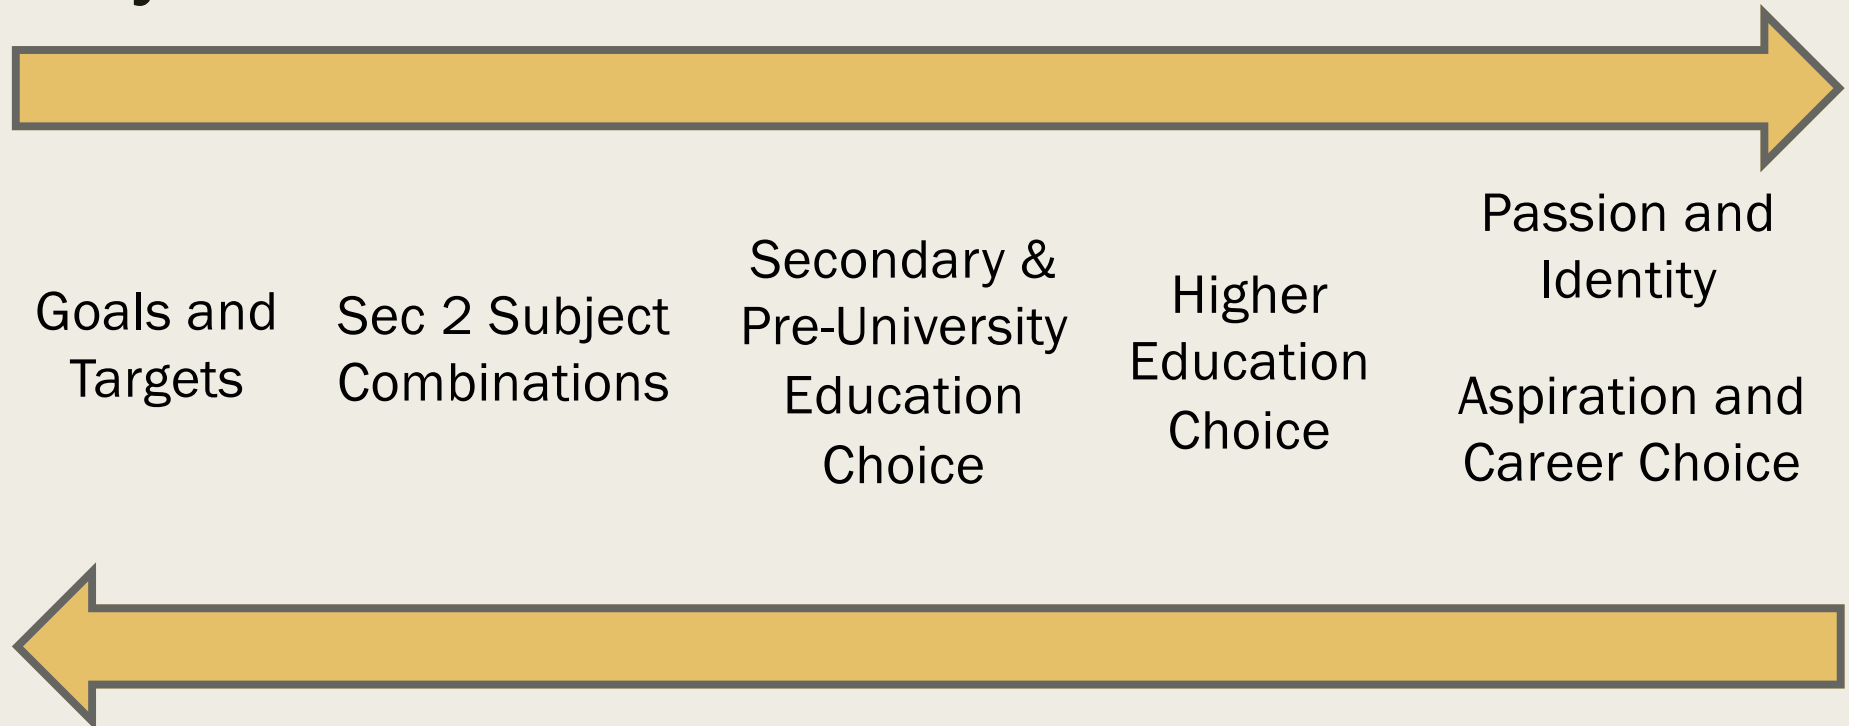 Goals and
Targets
Sec 2 Subject
Combinations
Secondary &
Pre-University
Education
Choice
Higher
Education
Choice
Passion and
Identity
Aspiration and
Career Choice